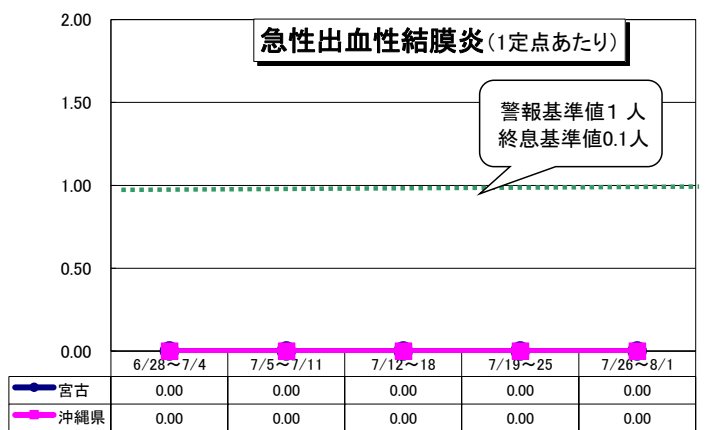 急性出血性結膜炎(1定点あたり)
警報基準値1 人
終息基準値0.1人
2.00
1.50
1.00
0.50
0.00
6/28～7/4 7/5～7/11 7/12～18 7/19～25 7/26～8/1
宮古 0.00 0.00 0.00 0.00 0.00
沖縄県 0.00 0.00 0.00 0.00 0.00